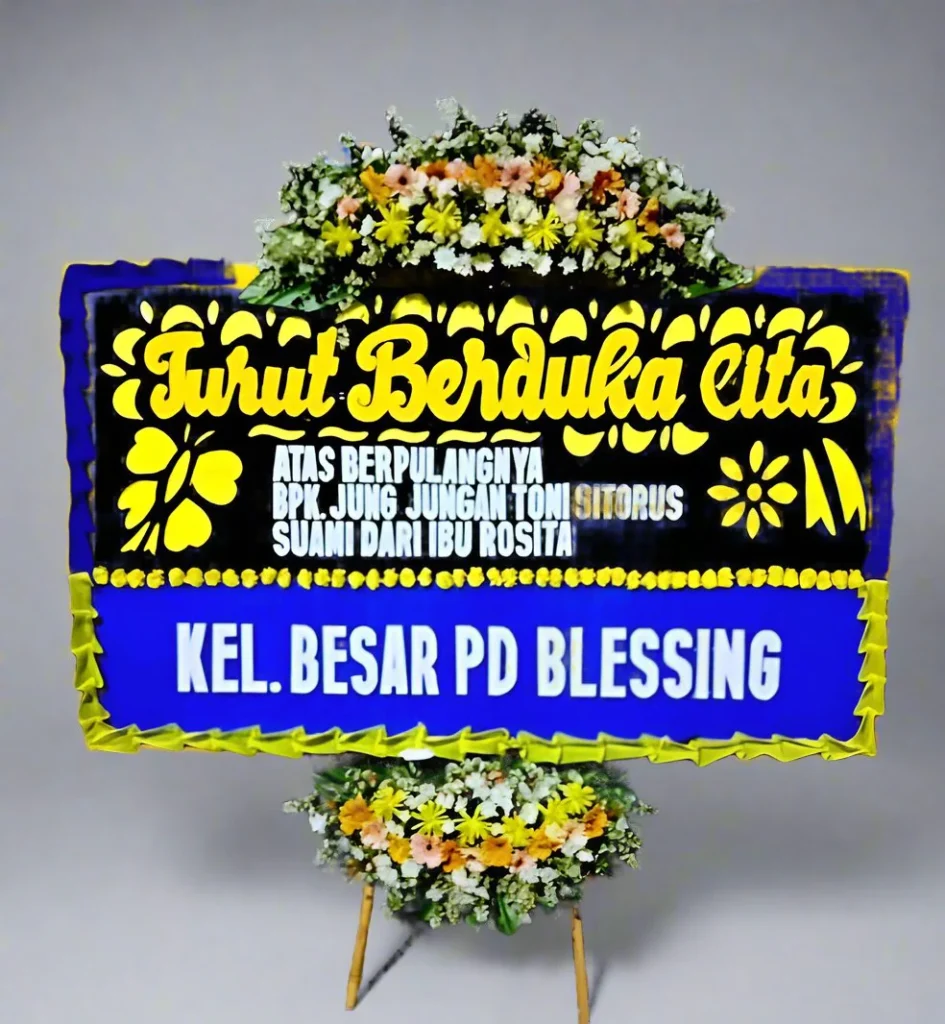 Turut Berduka Cita
ATAS BERPULANGNYA
BPK. JUNG JUNGAN TONI SITORUS
SUAMI DARI IBU ROSITA
KEL. BESAR PD BLESSING